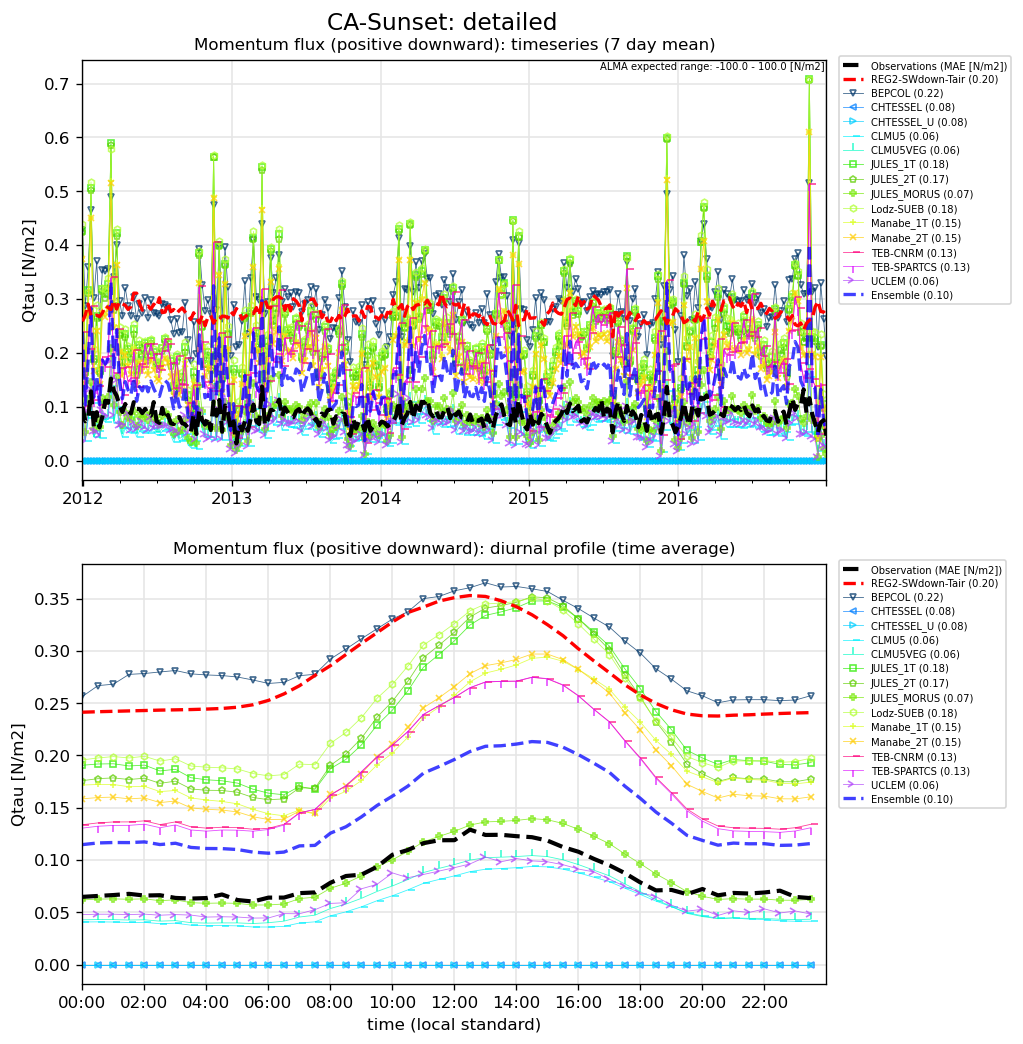 CA-Sunset: detailed
Momentum flux (positive downward): timeseries (7 day mean)
ALMA expected range: -100.0 - 100.0 [N/m2]
Qtau [N/m2]
0.7
0.6
0.5
0.4
0.3
0.2
0.1
0.0
2012
2013
2014
2015
2016
Observations (MAE [N/m2])
REG2-SWdown-Tair (0.20)
BEPCOL (0.22)
CHTESSEL (0.08)
CHTESSEL_U (0.08)
CLMU5 (0.06)
CLMU5VEG (0.06)
JULES_1T (0.18)
JULES_2T (0.17)
JULES_MORUS (0.07)
Lodz-SUEB (0.18)
Manabe_1T (0.15)
Manabe_2T (0.15)
TEB-CNRM (0.13)
TEB-SPARTCS (0.13)
UCLEM (0.06)
Ensemble (0.10)
Momentum flux (positive downward): diurnal profile (time average)
Qtau [N/m2]
0.35
0.30
0.25
0.20
0.15
0.10
0.05
0.00
00:00
02:00
04:00
06:00
08:00
10:00
12:00
14:00
16:00
18:00
20:00
22:00
time (local standard)
Observation (MAE [N/m2])
REG2-SWdown-Tair (0.20)
BEPCOL (0.22)
CHTESSEL (0.08)
CHTESSEL_U (0.08)
CLMU5 (0.06)
CLMU5VEG (0.06)
JULES_1T (0.18)
JULES_2T (0.17)
JULES_MORUS (0.07)
Lodz-SUEB (0.18)
Manabe_1T (0.15)
Manabe_2T (0.15)
TEB-CNRM (0.13)
TEB-SPARTCS (0.13)
UCLEM (0.06)
Ensemble (0.10)